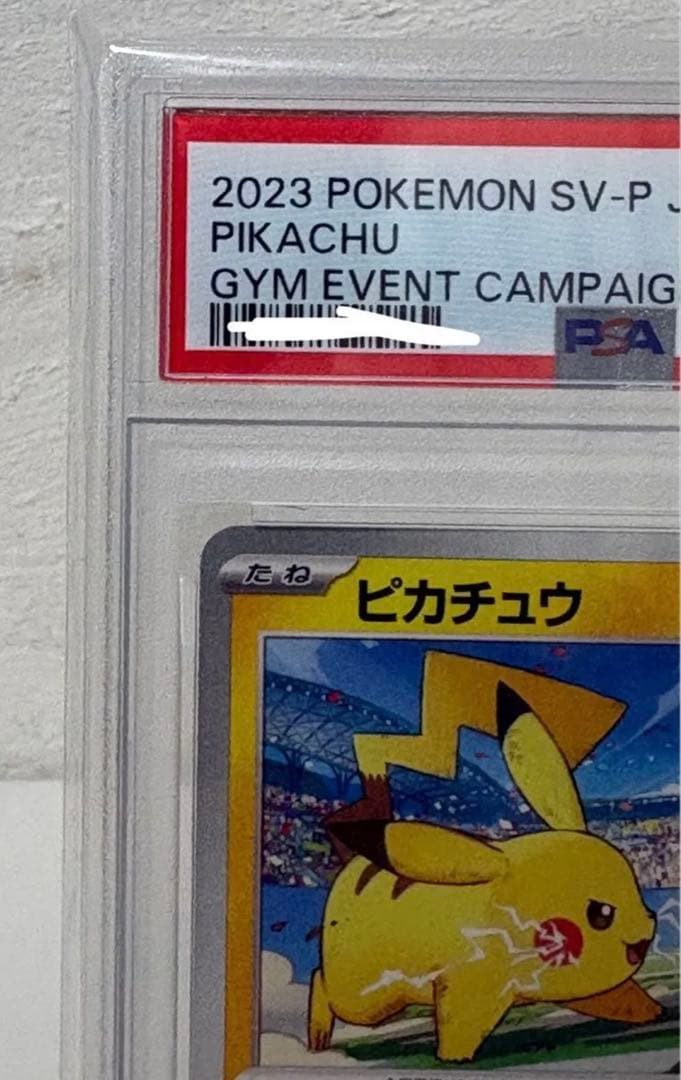 2023 POKEMON SV-P
PIKACHU
GYM EVENT CAMPAIG
PSA
たね
ピカチュウ